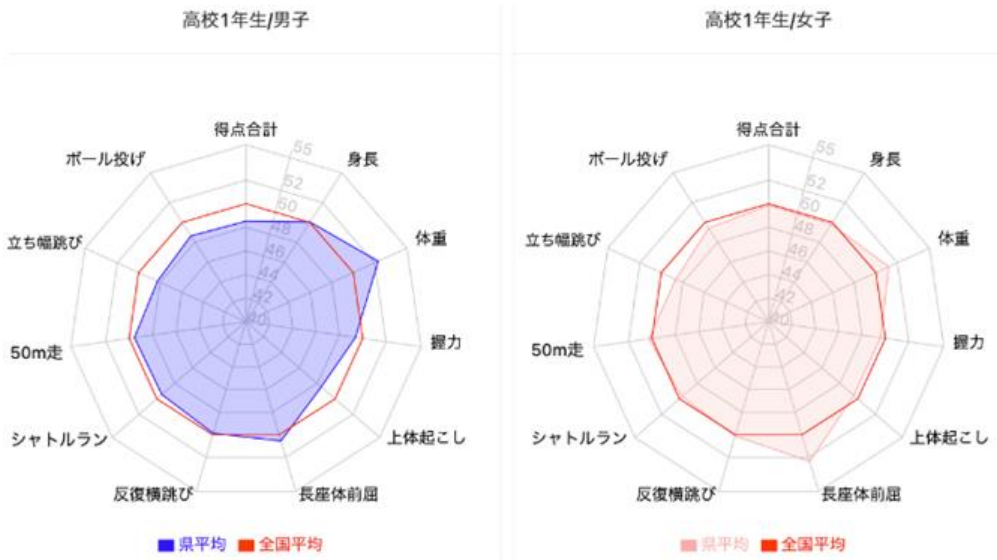 高校1年生/男子
得点合計
身長
体重
握力
上体起こし
長座体前屈
反復横跳び
シャトルラン
50m走
立ち幅跳び
ボール投げ
55
52
50
48
46
44
42
40
県平均 全国平均
高校1年生/女子
得点合計
身長
体重
握力
上体起こし
長座体前屈
反復横跳び
シャトルラン
50m走
立ち幅跳び
ボール投げ
55
52
50
48
46
44
42
40
県平均 全国平均